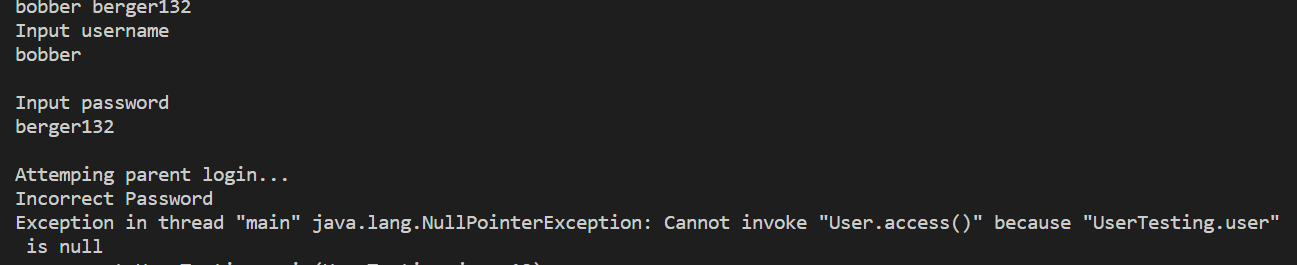 bobber berger132
Input username
bobber
Input password
berger132
Attemping parent login...
Incorrect Password
Exception in thread "main" java.lang.NullPointerException: Cannot invoke "User.access()" because "UserTesting.user"
is null